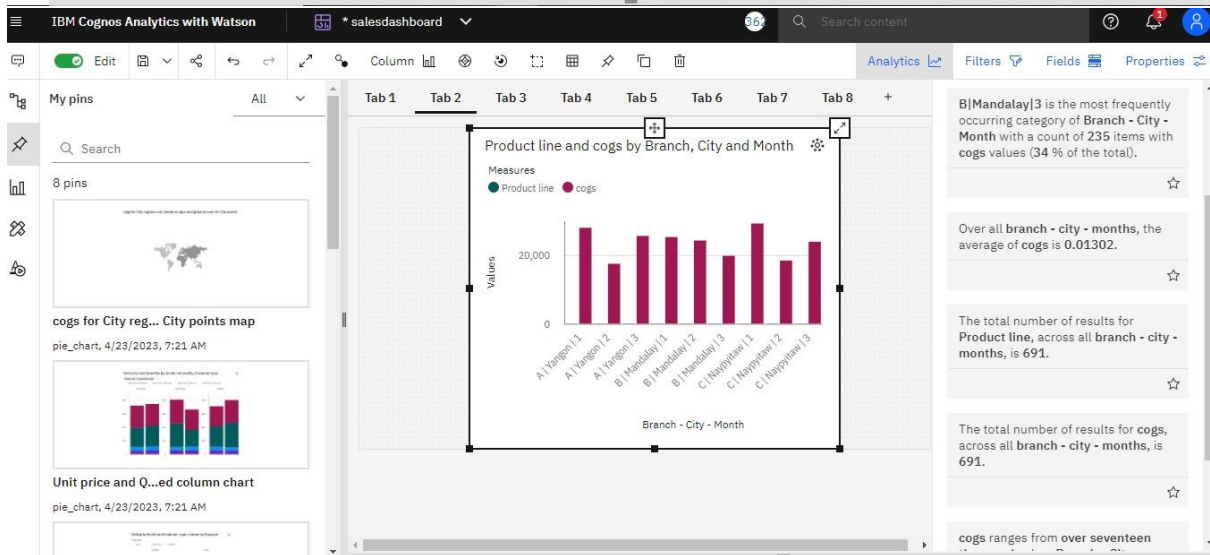 IBM Cognos Analytics with Watson
* salesdashboard
362
Search content
1
Edit
Column
Analytics
Filters
Fields
Properties
My pins
All
Search
8 pins
cogs for City reg... City points map
pie_chart, 4/23/2023, 7:21 AM
Unit price and Q...ed column chart
pie_chart, 4/23/2023, 7:21 AM
Tab 1 Tab 2 Tab 3 Tab 4 Tab 5 Tab 6 Tab 7 Tab 8 +
Product line and cogs by Branch, City and Month
Measures
Product line cogs
Values
20,000
0
A | Yangon | 1
A | Yangon | 2
A | Yangon | 3
B | Mandalay | 1
B | Mandalay | 2
B | Mandalay | 3
C | Naypyitaw | 1
C | Naypyitaw | 2
C | Naypyitaw | 3
Branch - City - Month
B|Mandalay|3 is the most frequently
occurring category of Branch - City -
Month with a count of 235 items with
cogs values (34 % of the total).
Over all branch - city - months, the
average of cogs is 0.01302.
The total number of results for
Product line, across all branch - city -
months, is 691.
The total number of results for cogs,
across all branch - city - months, is
691.
cogs ranges from over seventeen